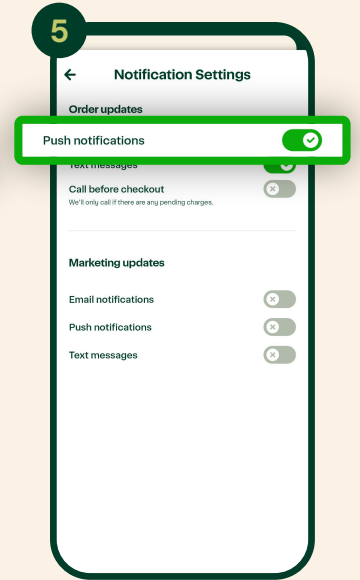 5
Notification Settings
Order updates
Push notifications
Text messages
Call before checkout
We'll only call if there are any pending charges.
Marketing updates
Email notifications
Push notifications
Text messages